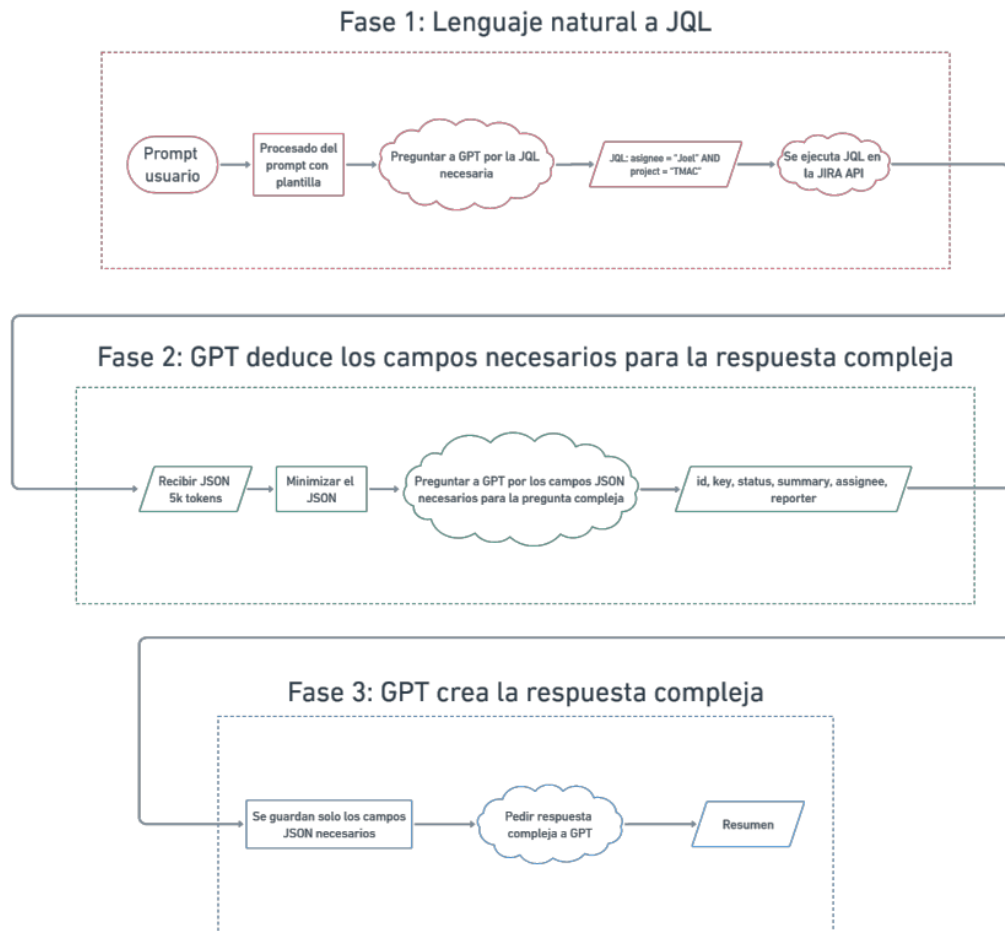 Fase 1: Lenguaje natural a JQL
Prompt
usuario
Procesado del
prompt con
plantilla
Preguntar a GPT por la JQL
necesaria
JQL: asignee = "Joel" AND
project = "TMAC"
Se ejecuta JQL en
la JIRA API
Fase 2: GPT deduce los campos necesarios para la respuesta compleja
Recibir JSON
5k tokens
Minimizar el
JSON
Preguntar a GPT por los campos JSON
necesarios para la pregunta compleja
id, key, status, summary, assignee,
reporter
Fase 3: GPT crea la respuesta compleja
Se guardan solo los campos
JSON necesarios
Pedir respuesta
compleja a GPT
Resumen